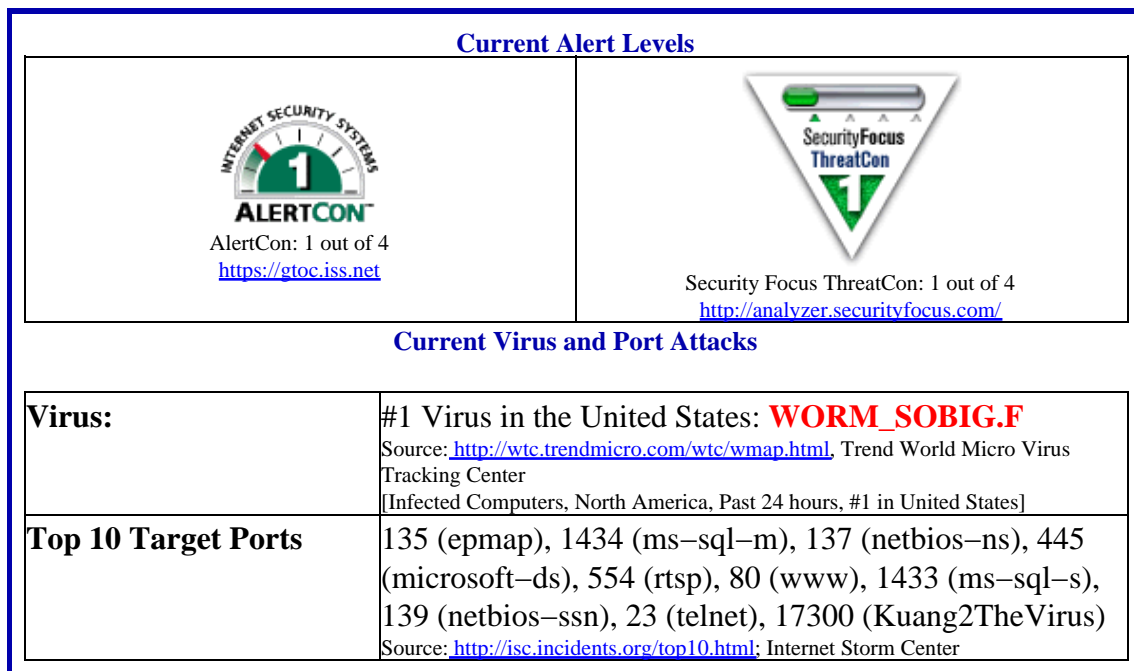 Current Alert Levels
INTERNET SECURITY SYSTEMS
1
ALERTCON™
AlertCon: 1 out of 4
https://gtoc.iss.net
SecurityFocus
ThreatCon
1
Security Focus ThreatCon: 1 out of 4
http://analyzer.securityfocus.com/
Current Virus and Port Attacks
Virus:
#1 Virus in the United States: WORM_SOBIG.F
Source: http://wtc.trendmicro.com/wtc/wmap.html, Trend World Micro Virus
Tracking Center
[Infected Computers, North America, Past 24 hours, #1 in United States]
Top 10 Target Ports
135 (epmap), 1434 (ms−sql−m), 137 (netbios−ns), 445
(microsoft−ds), 554 (rtsp), 80 (www), 1433 (ms−sql−s),
139 (netbios−ssn), 23 (telnet), 17300 (Kuang2TheVirus)
Source: http://isc.incidents.org/top10.html; Internet Storm Center